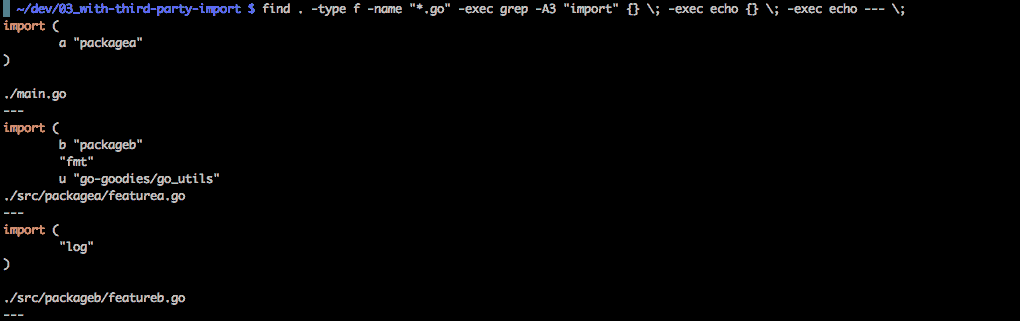 ~/dev/03_with-third-party-import $ find . -type f -name "*.go" -exec grep -A3 "import" {} \; -exec echo {} \; -exec echo --- \;
import (
        a "packagea"
)

./main.go
---
import (
        b "packageb"
        "fmt"
        u "go-goodies/go_utils"
./src/packagea/featurea.go
---
import (
        "log"
)

./src/packageb/featureb.go
---